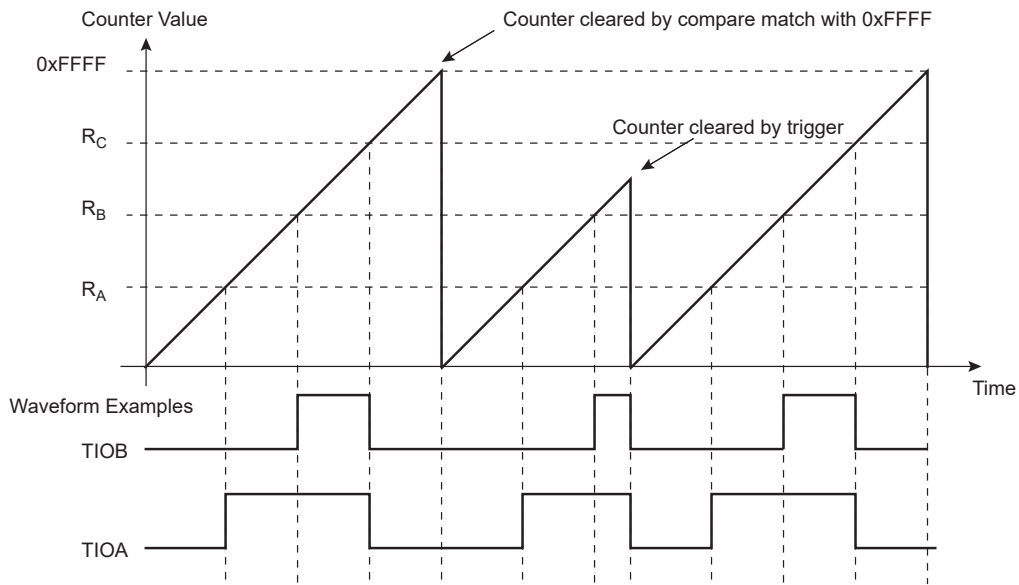 Counter Value
Counter cleared by compare match with 0xFFFF
0xFFFF
RC
Counter cleared by trigger
RB
RA
Time
Waveform Examples
TIOB
TIOA